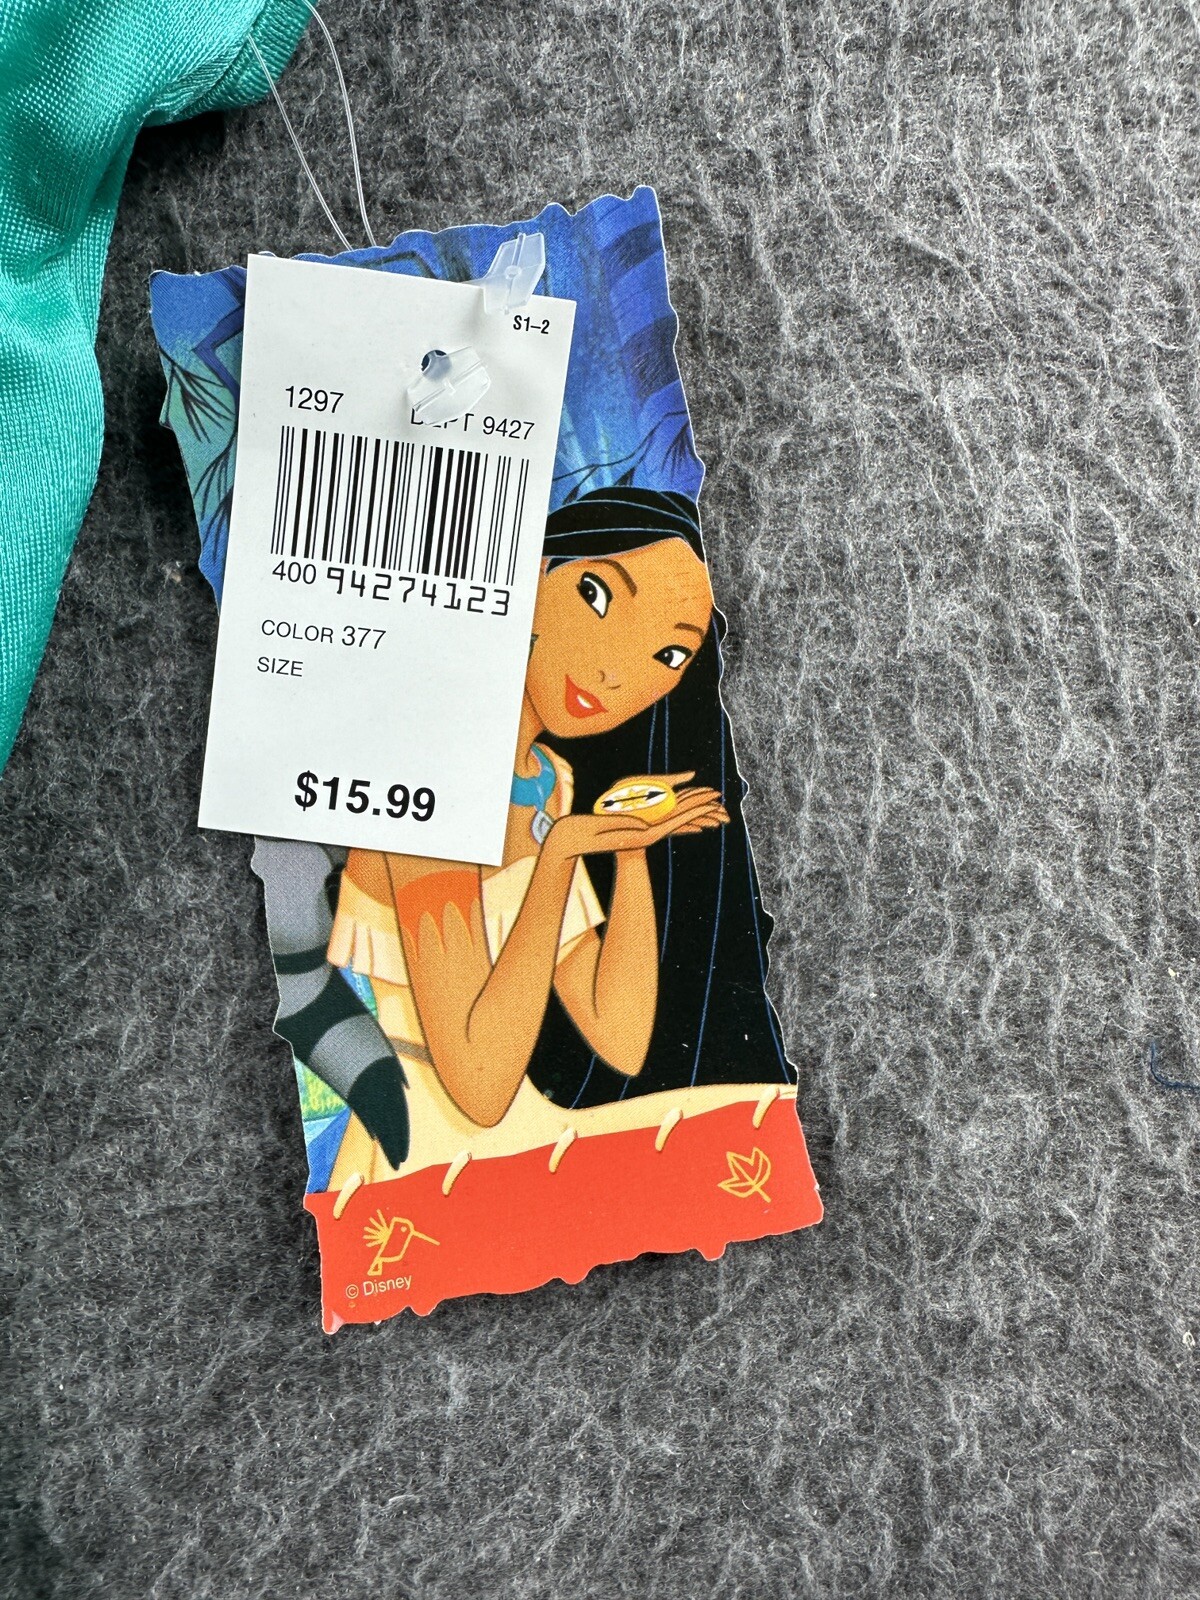 S1–2
1297
DEPT 9427
400 94274123
COLOR 377
SIZE
$15.99
© Disney